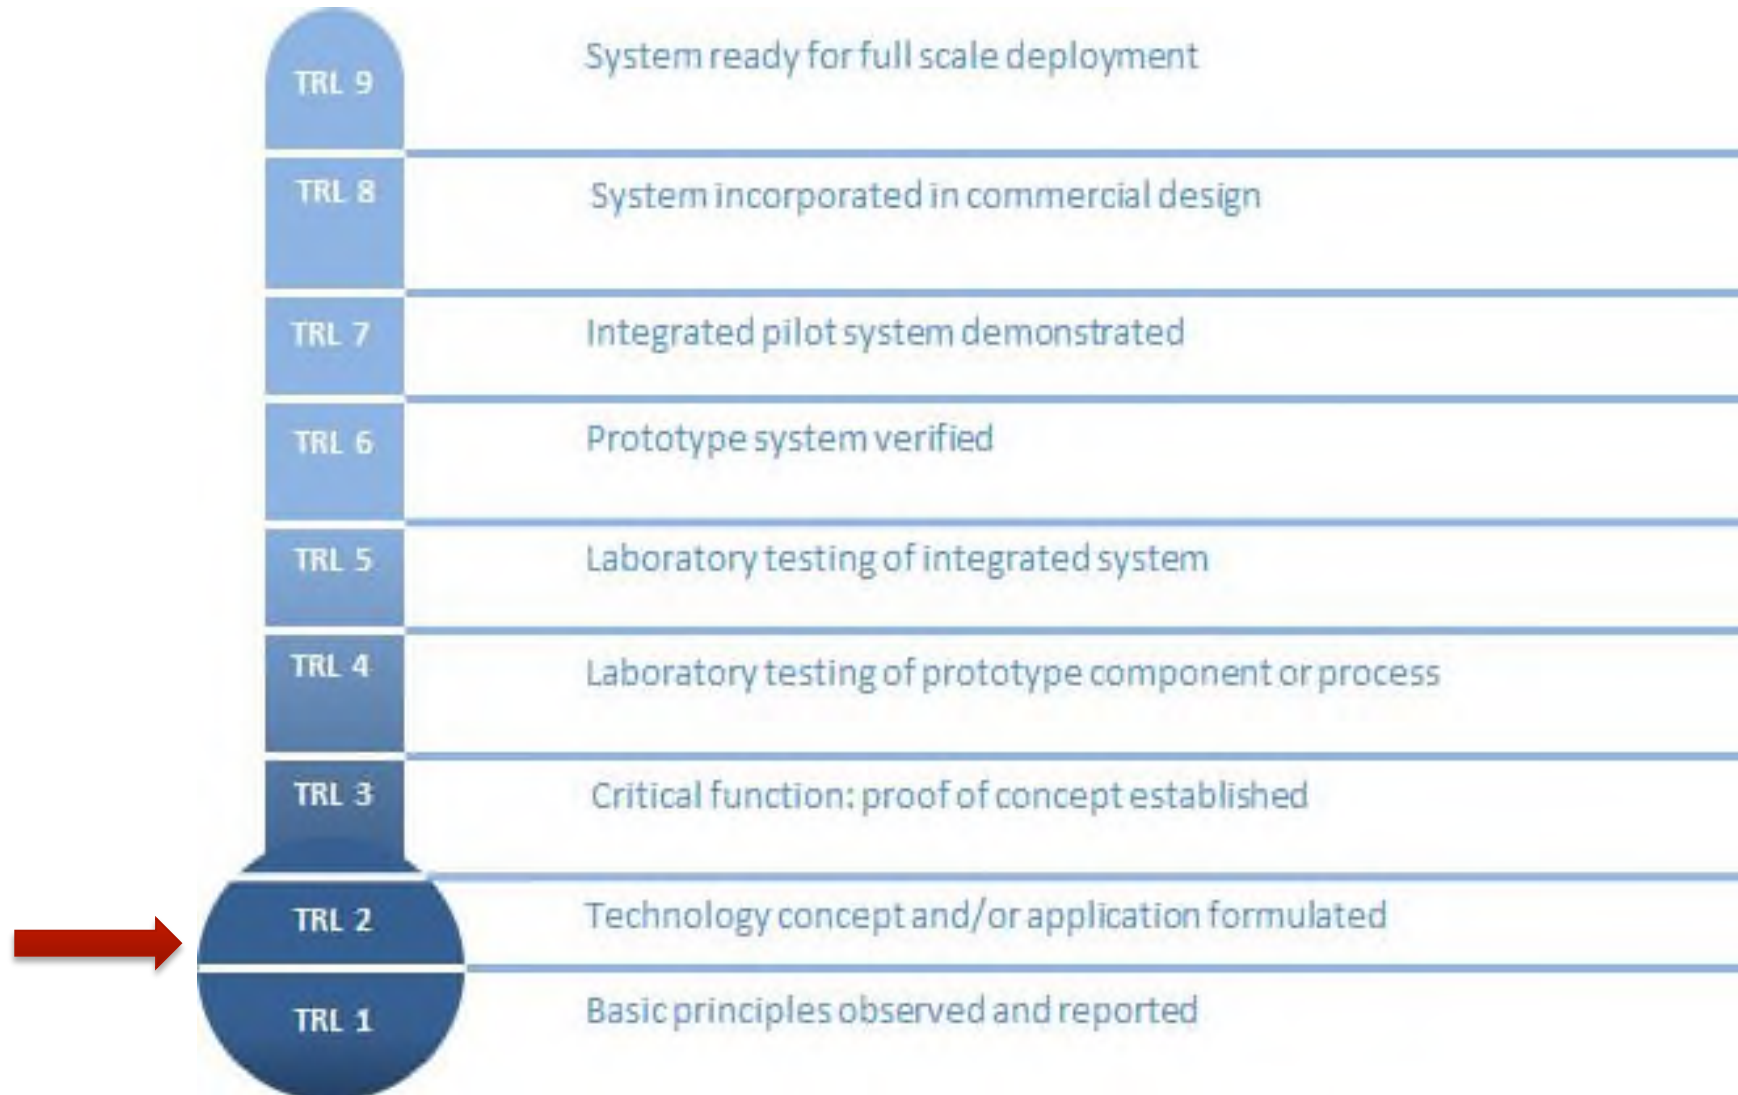 TRL 9 System ready for full scale deployment
TRL 8 System incorporated in commercial design
TRL 7 Integrated pilot system demonstrated
TRL 6 Prototype system verified
TRL 5 Laboratory testing of integrated system
TRL 4 Laboratory testing of prototype component or process
TRL 3 Critical function: proof of concept established
TRL 2 Technology concept and/or application formulated
TRL 1 Basic principles observed and reported